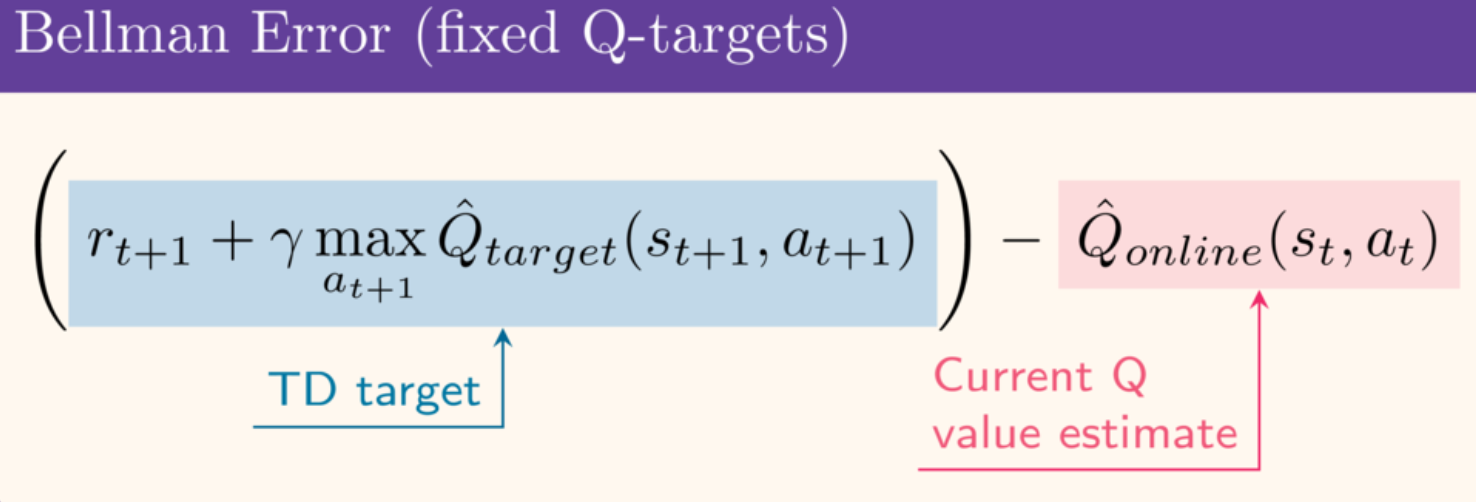 Bellman Error (fixed Q-targets)
( r_{t+1} + γ max_{a_{t+1}} Q̂_{target}(s_{t+1}, a_{t+1}) ) − Q̂_{online}(s_t, a_t)
TD target
Current Q
value estimate